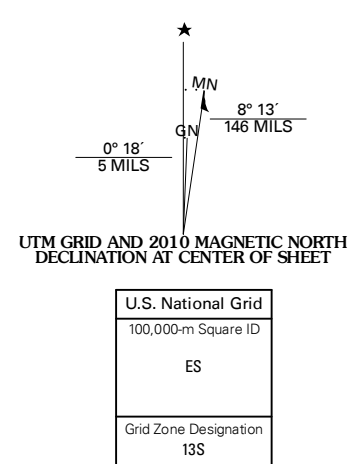 ★
MN
8° 13´
146 MILS
GN
0° 18´
5 MILS
UTM GRID AND 2010 MAGNETIC NORTH
DECLINATION AT CENTER OF SHEET
U.S. National Grid
100,000-m Square ID
ES
Grid Zone Designation
13S